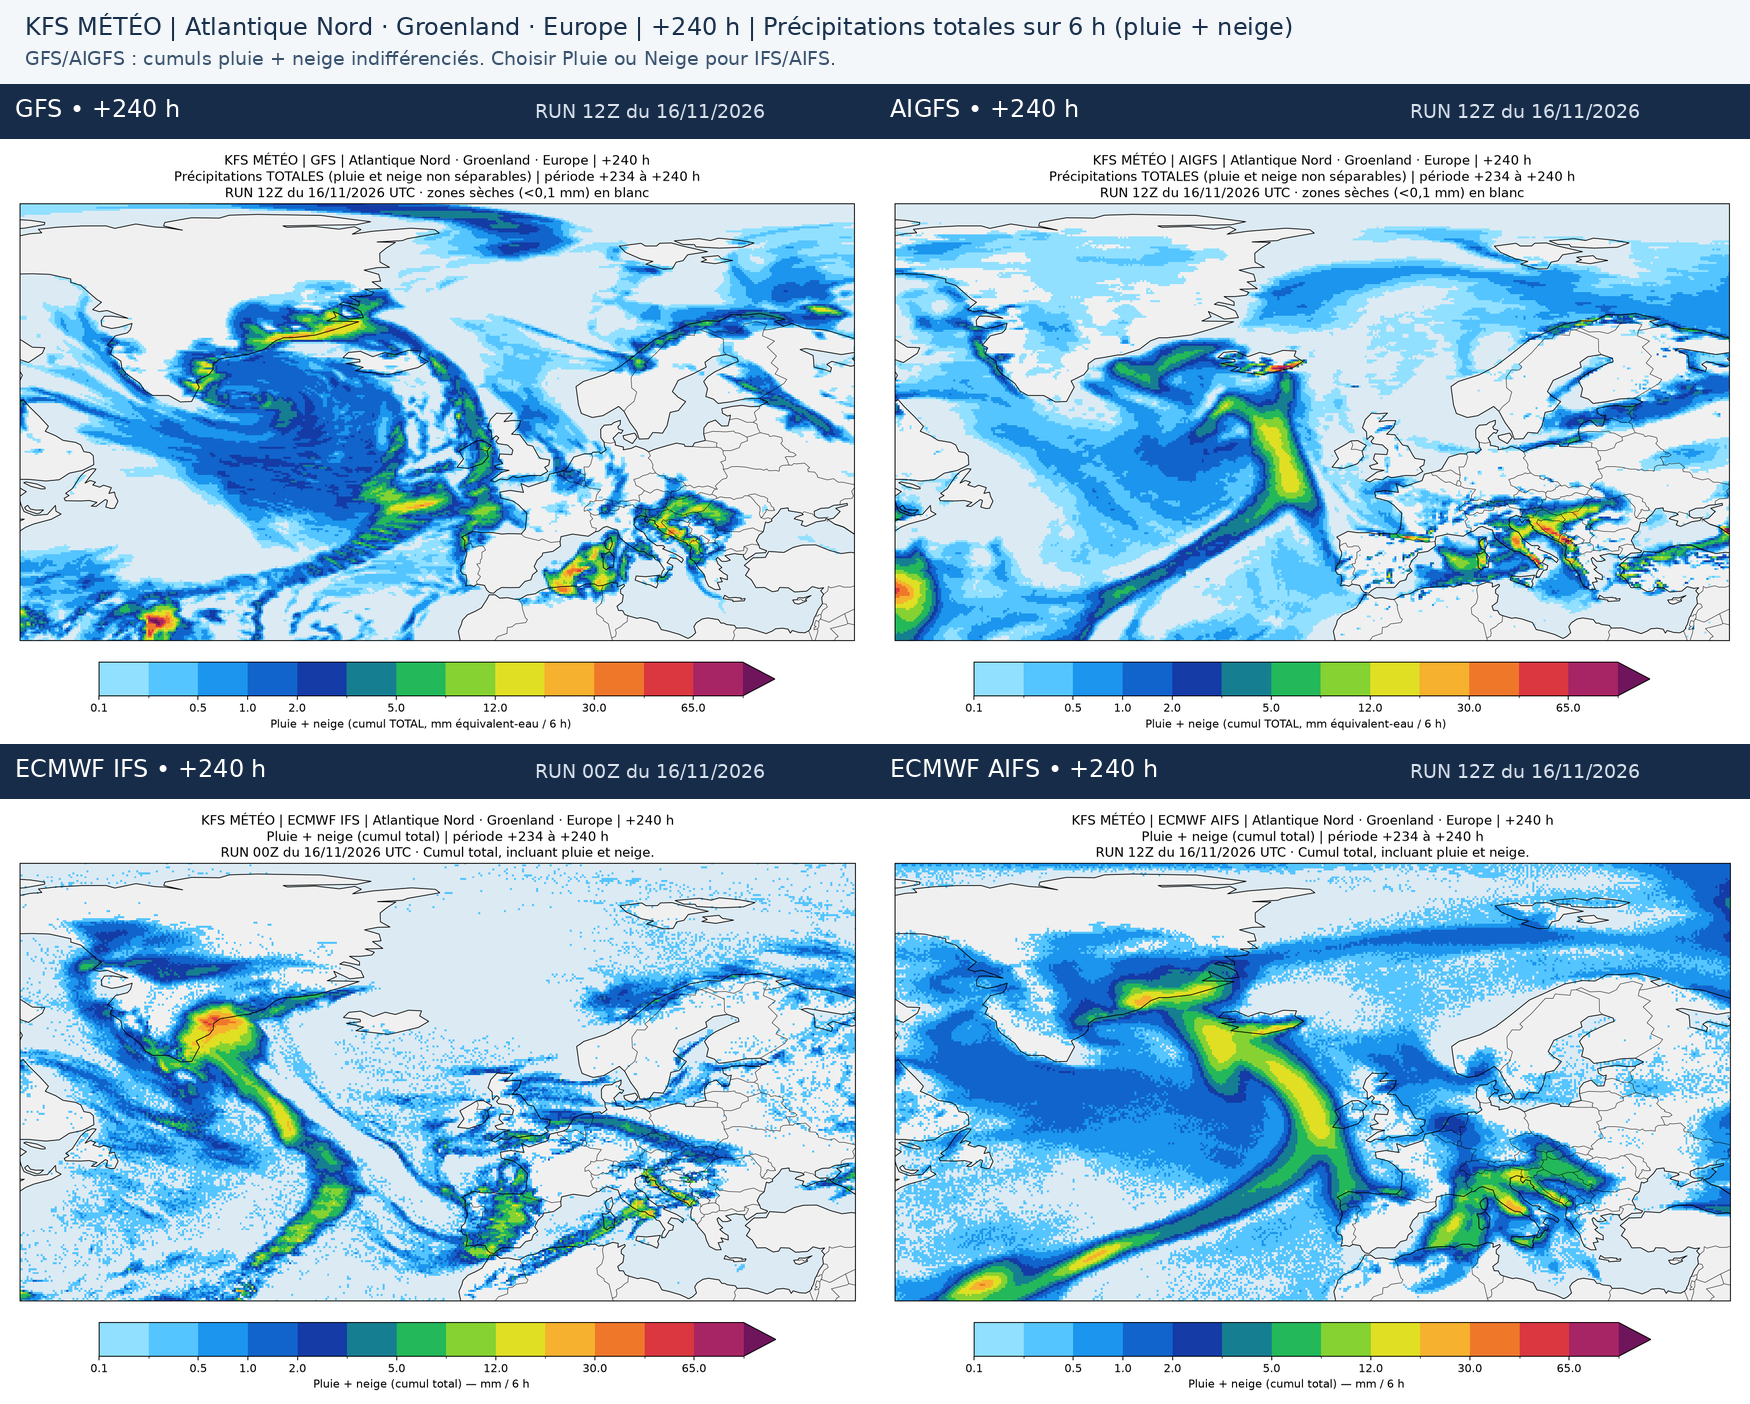 KFS MÉTÉO | Atlantique Nord · Groenland · Europe | +240 h | Précipitations totales sur 6 h (pluie + neige)
GFS/AIGFS : cumuls pluie + neige indifférenciés. Choisir Pluie ou Neige pour IFS/AIFS.
GFS • +240 h
RUN 12Z du 16/11/2026
KFS MÉTÉO | GFS | Atlantique Nord · Groenland · Europe | +240 h
Précipitations TOTALES (pluie et neige non séparables) | période +234 à +240 h
RUN 12Z du 16/11/2026 UTC · zones sèches (<0,1 mm) en blanc
0.1 0.5 1.0 2.0 5.0 12.0 30.0 65.0
Pluie + neige (cumul TOTAL, mm équivalent-eau / 6 h)
AIGFS • +240 h
RUN 12Z du 16/11/2026
KFS MÉTÉO | AIGFS | Atlantique Nord · Groenland · Europe | +240 h
Précipitations TOTALES (pluie et neige non séparables) | période +234 à +240 h
RUN 12Z du 16/11/2026 UTC · zones sèches (<0,1 mm) en blanc
0.1 0.5 1.0 2.0 5.0 12.0 30.0 65.0
Pluie + neige (cumul TOTAL, mm équivalent-eau / 6 h)
ECMWF IFS • +240 h
RUN 00Z du 16/11/2026
KFS MÉTÉO | ECMWF IFS | Atlantique Nord · Groenland · Europe | +240 h
Pluie + neige (cumul total) | période +234 à +240 h
RUN 00Z du 16/11/2026 UTC · Cumul total, incluant pluie et neige.
0.1 0.5 1.0 2.0 5.0 12.0 30.0 65.0
Pluie + neige (cumul total) — mm / 6 h
ECMWF AIFS • +240 h
RUN 12Z du 16/11/2026
KFS MÉTÉO | ECMWF AIFS | Atlantique Nord · Groenland · Europe | +240 h
Pluie + neige (cumul total) | période +234 à +240 h
RUN 12Z du 16/11/2026 UTC · Cumul total, incluant pluie et neige.
0.1 0.5 1.0 2.0 5.0 12.0 30.0 65.0
Pluie + neige (cumul total) — mm / 6 h